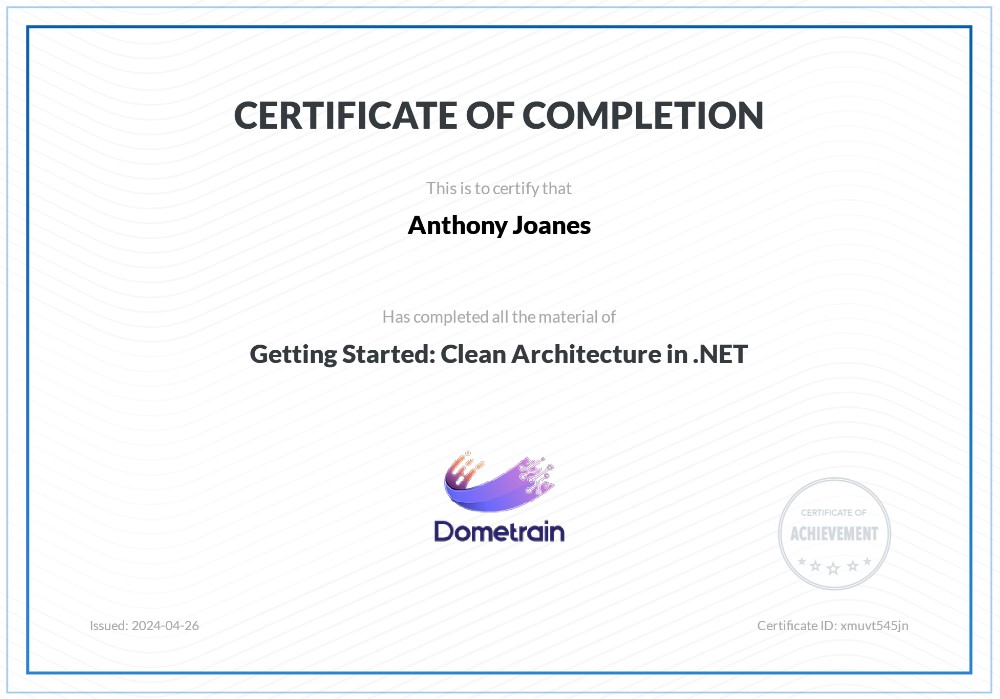 CERTIFICATE OF COMPLETION
This is to certify that
Anthony Joanes
Has completed all the material of
Getting Started: Clean Architecture in .NET
Dometrain
CERTIFICATE OF
ACHIEVEMENT
Issued: 2024-04-26
Certificate ID: xmuvt545jn